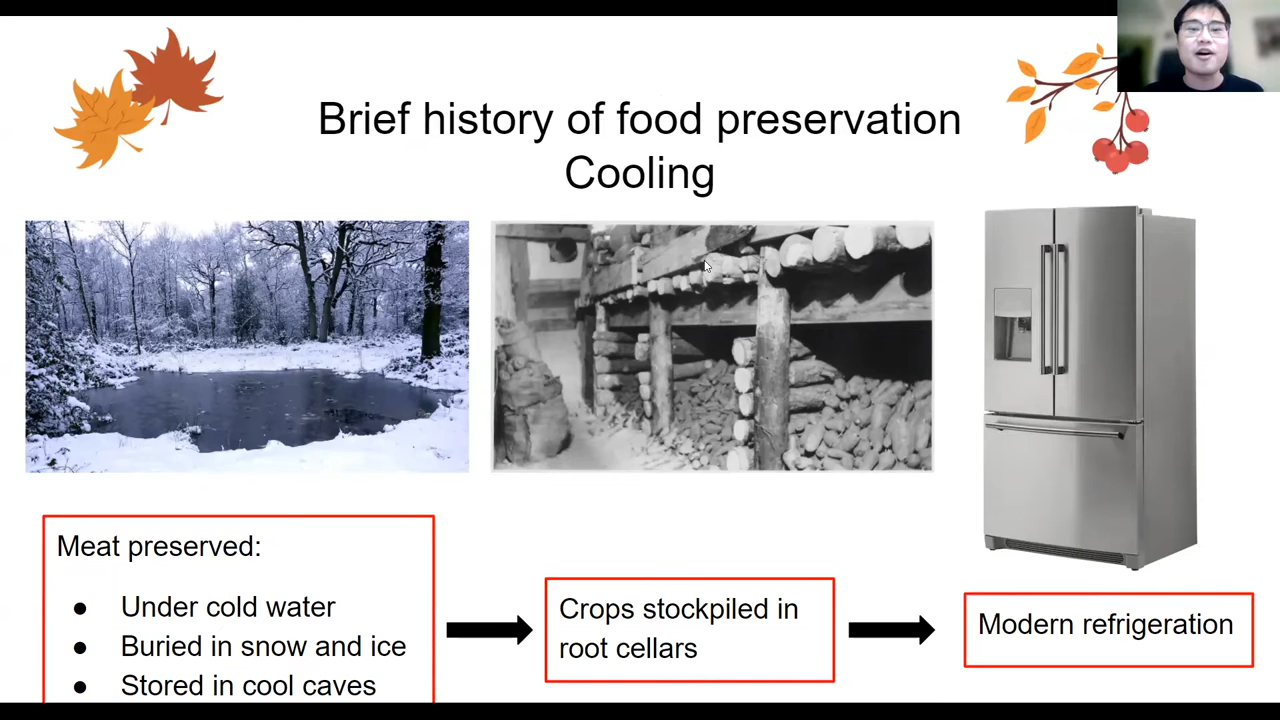 Brief history of food preservation
Cooling
Meat preserved:
● Under cold water
● Buried in snow and ice
● Stored in cool caves
Crops stockpiled in
root cellars
Modern refrigeration